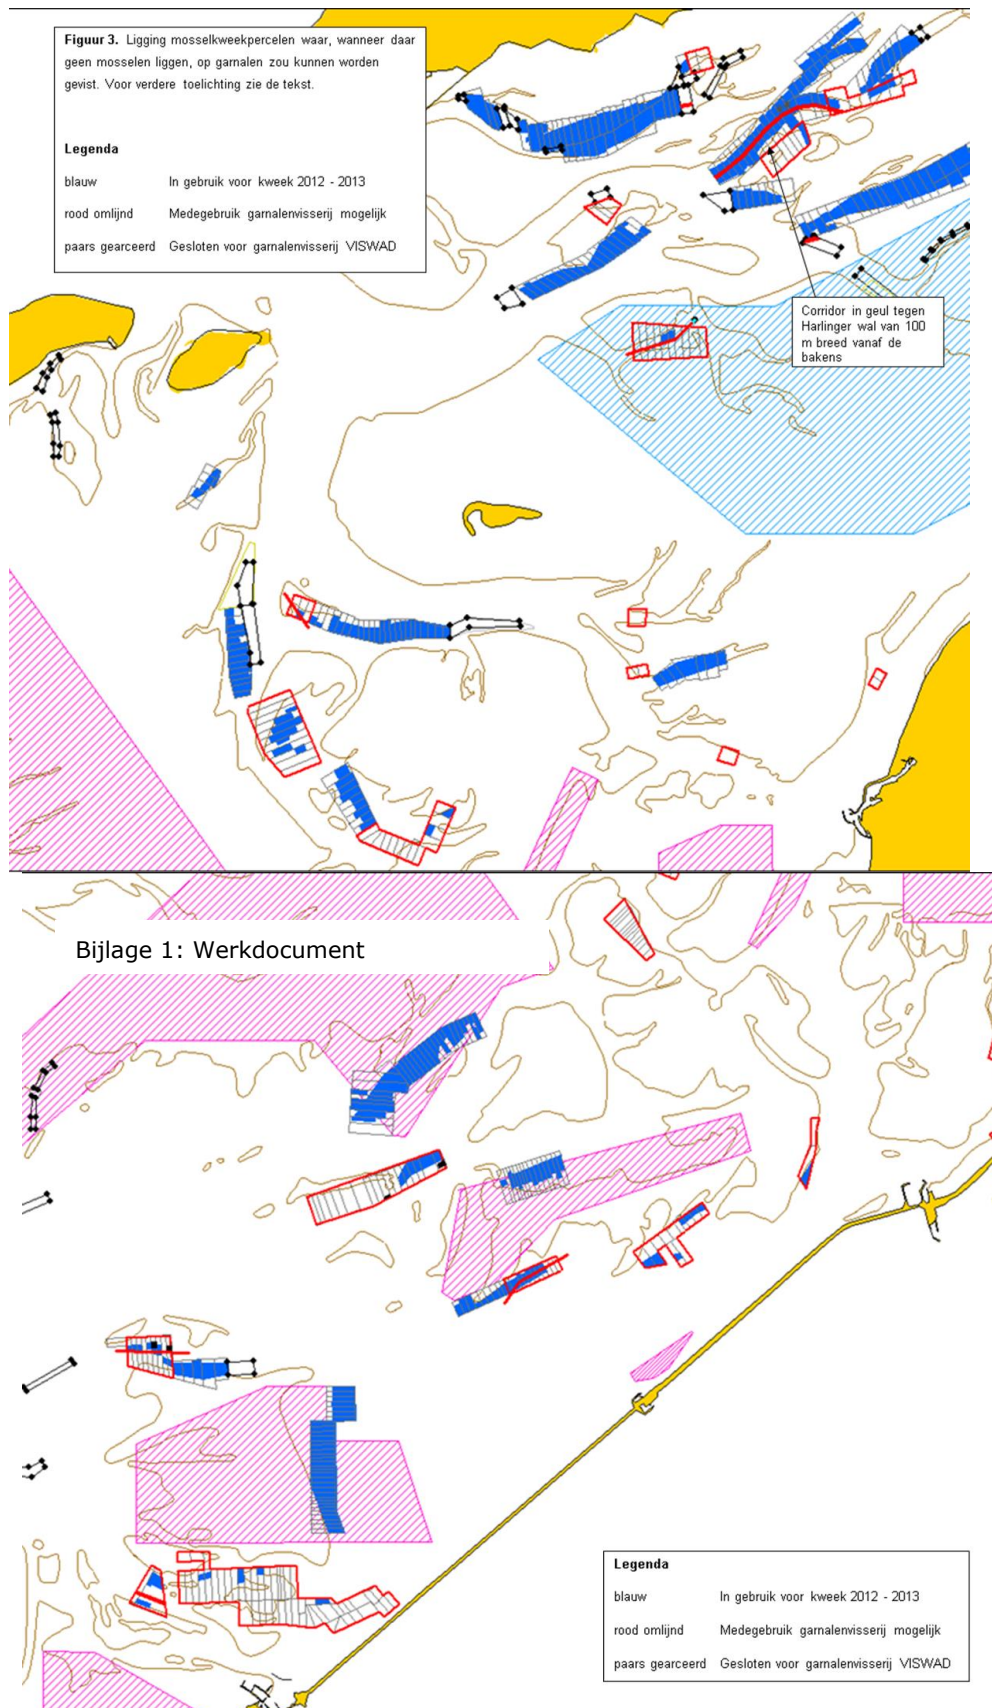 Figuur 3. Ligging mosselkweekpercelen waar, wanneer daar
geen mosselen liggen, op garnalen zou kunnen worden
gevist. Voor verdere toelichting zie de tekst.
Legenda
blauw In gebruik voor kweek 2012 - 2013
rood omlijnd Medegebruik garnalenvisserij mogelijk
paars gearceerd Gesloten voor garnalenvisserij VISWAD
Corridor in geul tegen
Harlinger wal van 100
m breed vanaf de
bakens
Bijlage 1: Werkdocument
Legenda
blauw In gebruik voor kweek 2012 - 2013
rood omlijnd Medegebruik garnalenvisserij mogelijk
paars gearceerd Gesloten voor garnalenvisserij VISWAD